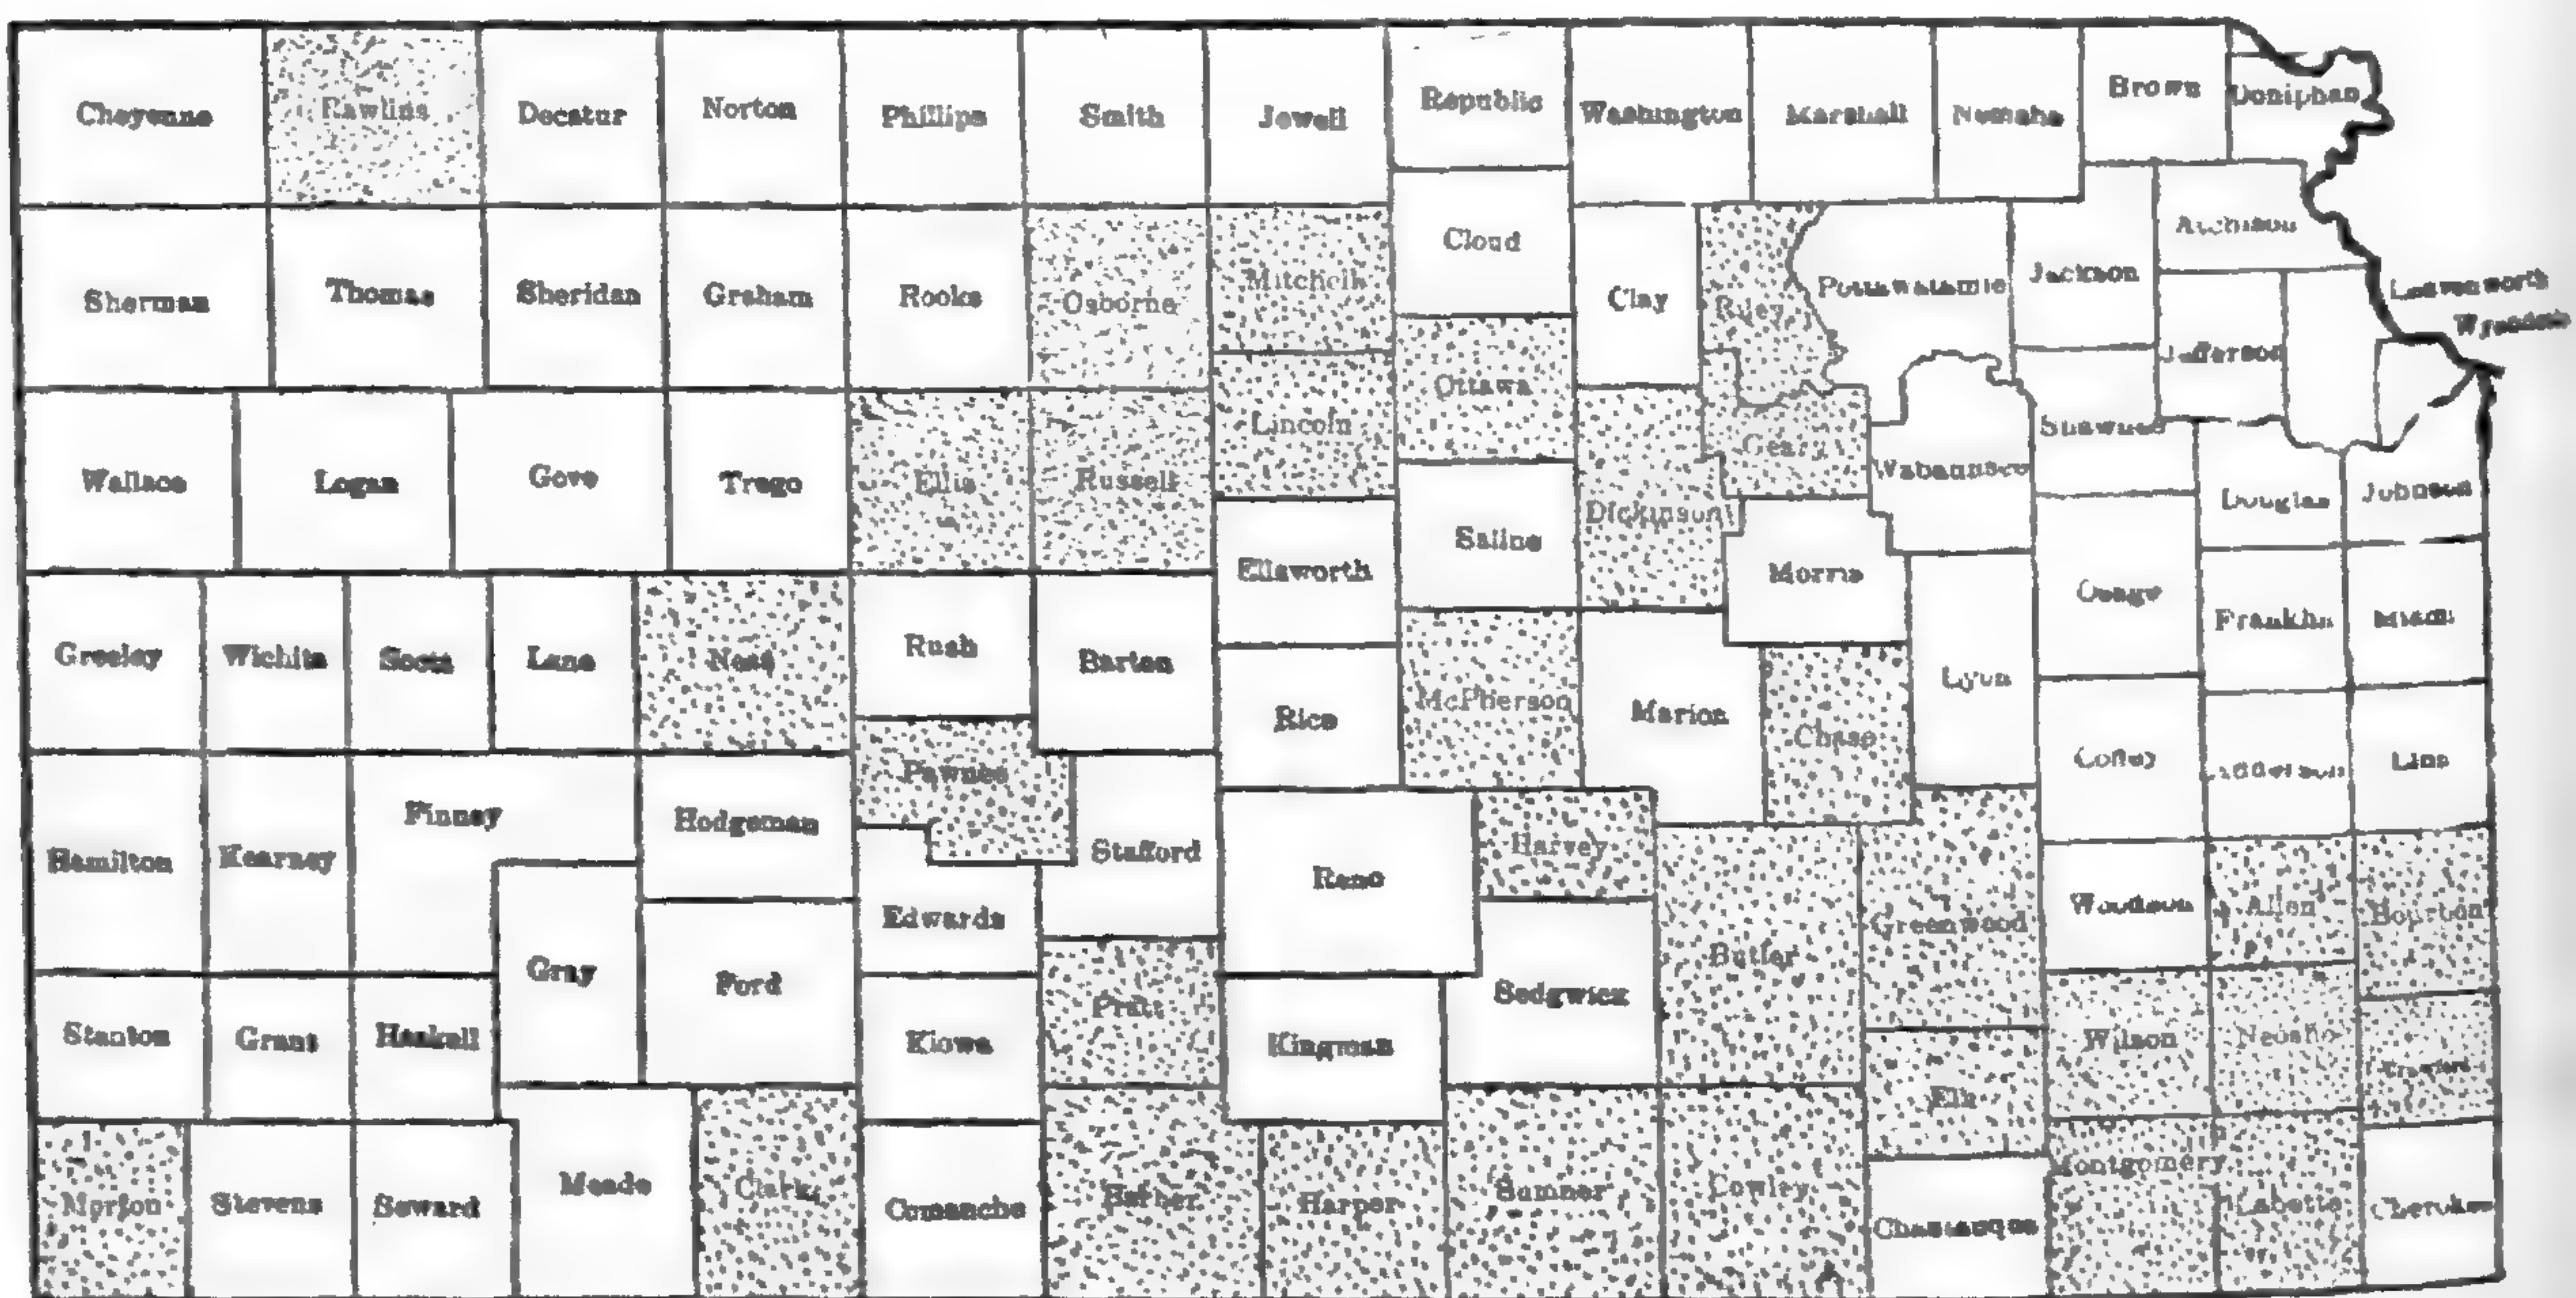 Cheyenne
Rawlins
Decatur
Norton
Phillips
Smith
Jewell
Republic
Washington
Marshall
Nemaha
Brown
Doniphan
Sherman
Thomas
Sheridan
Graham
Rooks
Osborne
Mitchell
Cloud
Clay
Riley
Pottawatamie
Jackson
Atchison
Leavenworth
Wyandotte
Jefferson
Ottawa
Lincoln
Wallace
Logan
Gove
Trego
Ellis
Russell
Ellsworth
Saline
Dickinson
Geary
Morris
Wabaunsee
Shawnee
Douglas
Johnson
Osage
Franklin
Miami
Greeley
Wichita
Scott
Lane
Ness
Rush
Barton
Rice
McPherson
Marion
Chase
Lyon
Coffey
Anderson
Linn
Pawnee
Hamilton
Kearney
Finney
Hodgeman
Stafford
Edwards
Reno
Harvey
Butler
Greenwood
Woodson
Allen
Bourbon
Gray
Ford
Pratt
Sedgwick
Stanton
Grant
Haskell
Kiowa
Kingman
Elk
Wilson
Neosho
Crawford
Morton
Stevens
Seward
Meade
Clark
Comanche
Barber
Harper
Sumner
Cowley
Chautauqua
Montgomery
Labette
Cherokee